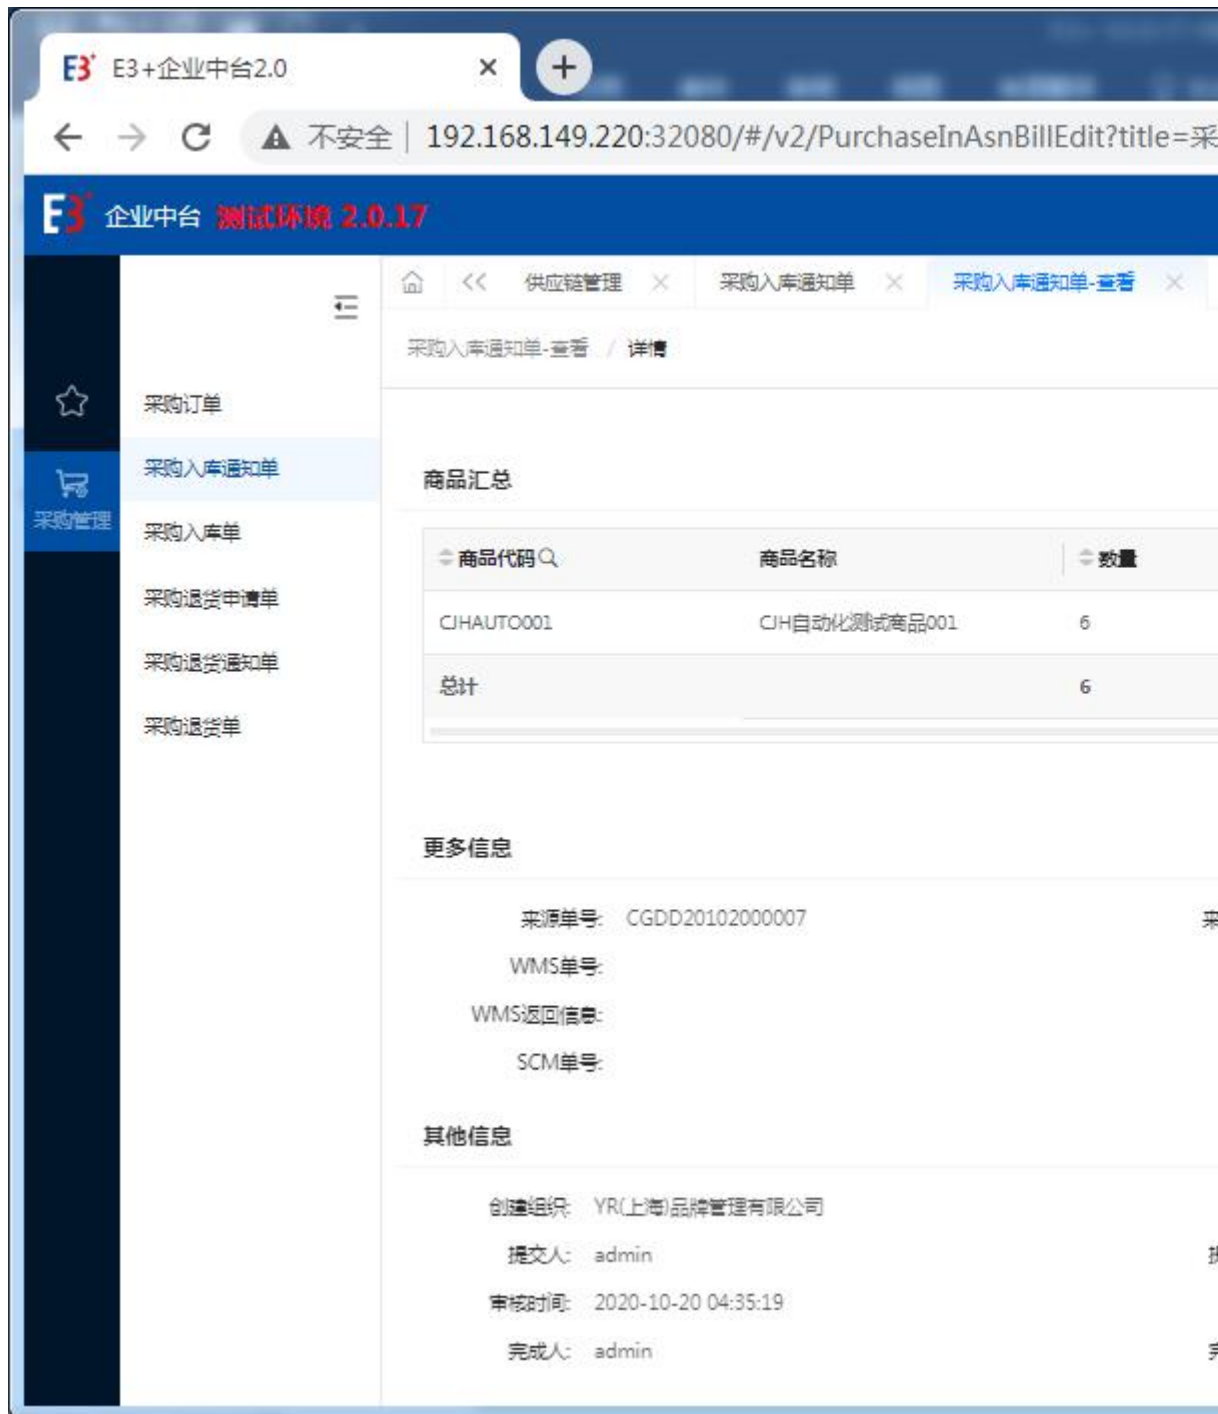 E3+ E3+企业中台2.0
不安全 192.168.149.220:32080/#/v2/PurchaseInAsnBillEdit?title=采
E3+ 企业中台 测试环境 2.0.17
供应链管理 采购入库通知单 采购入库通知单-查看
采购入库通知单-查看 / 详情
采购订单
采购入库通知单
采购管理
采购入库单
采购退货申请单
采购退货通知单
采购退货单
商品汇总
商品代码 商品名称 数量
CJHAUTO001 CJH自动化测试商品001 6
总计 6
更多信息
来源单号: CGDD20102000007 来
WMS单号:
WMS返回信息:
SCM单号:
其他信息
创建组织: YR(上海)品牌管理有限公司
提交人: admin
审核时间: 2020-10-20 04:35:19
完成人: admin